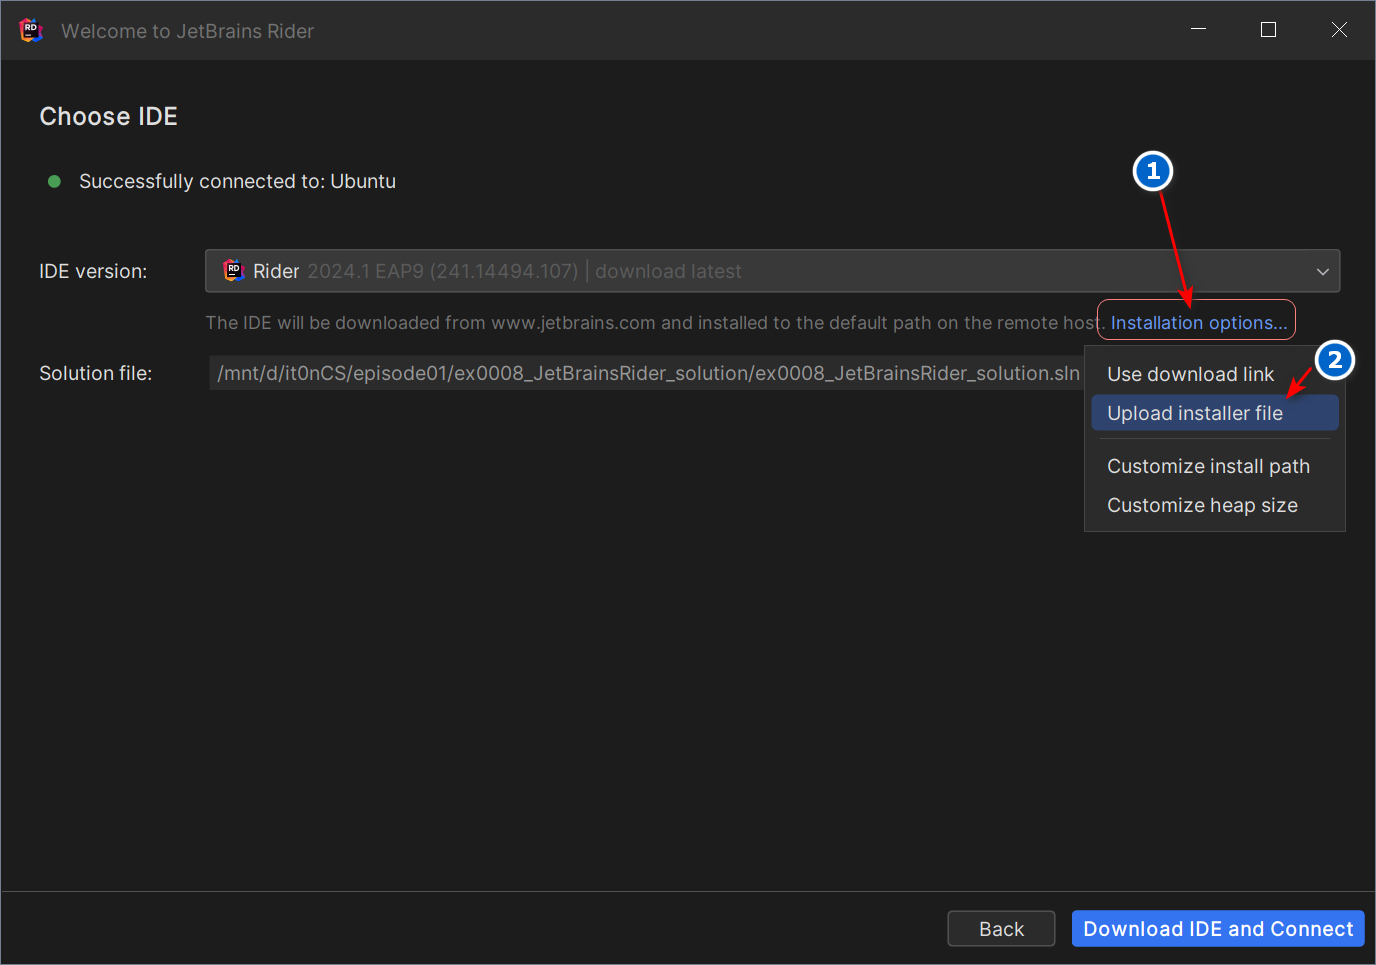 Welcome to JetBrains Rider
Choose IDE
Successfully connected to: Ubuntu
1
IDE version:
RD Rider 2024.1 EAP9 (241.14494.107) | download latest
The IDE will be downloaded from www.jetbrains.com and installed to the default path on the remote host. Installation options...
Solution file:
/mnt/d/it0nCS/episode01/ex0008_JetBrainsRider_solution/ex0008_JetBrainsRider_solution.sln
2
Use download link
Upload installer file
Customize install path
Customize heap size
Back
Download IDE and Connect